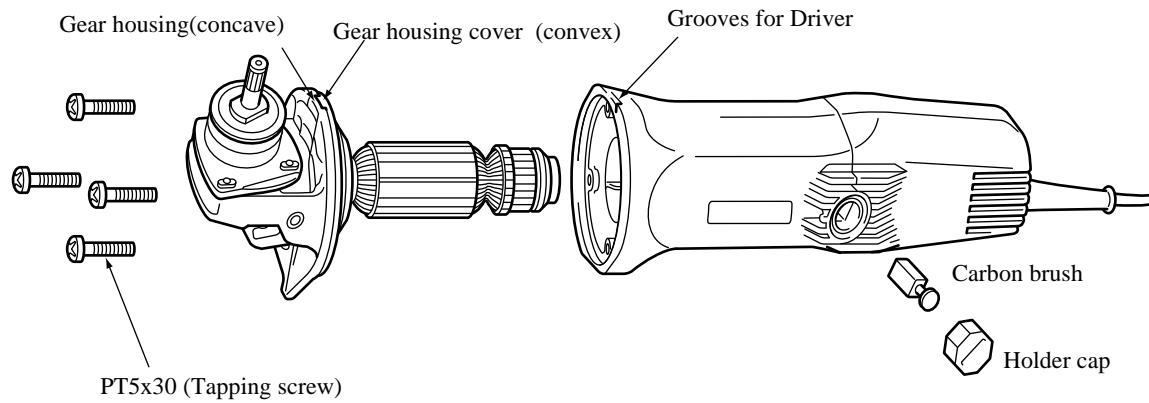 Grooves for Driver
Gear housing(concave)
Gear housing cover (convex)
Carbon brush
Holder cap
PT5x30 (Tapping screw)